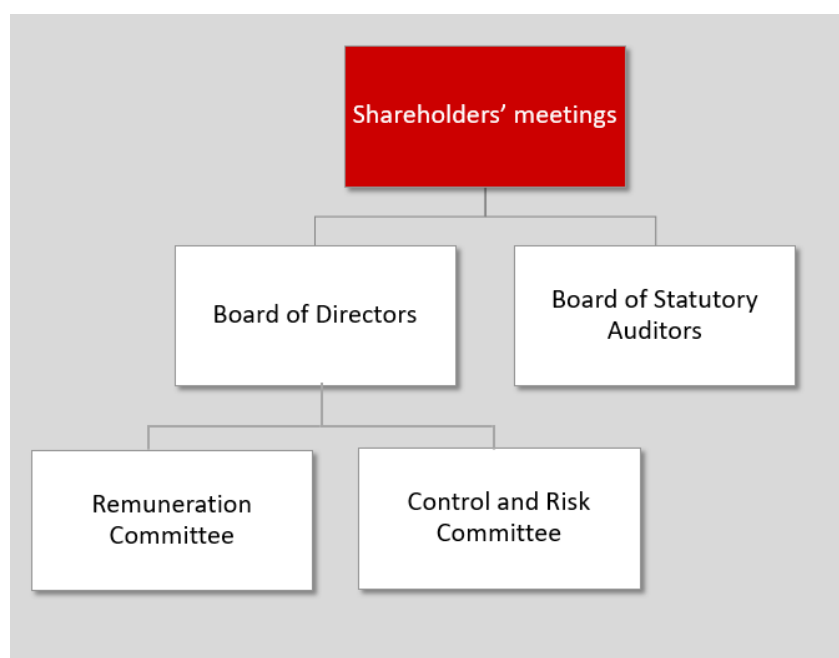 Shareholders’ meetings
Board of Directors
Board of Statutory
Auditors
Remuneration
Committee
Control and Risk
Committee